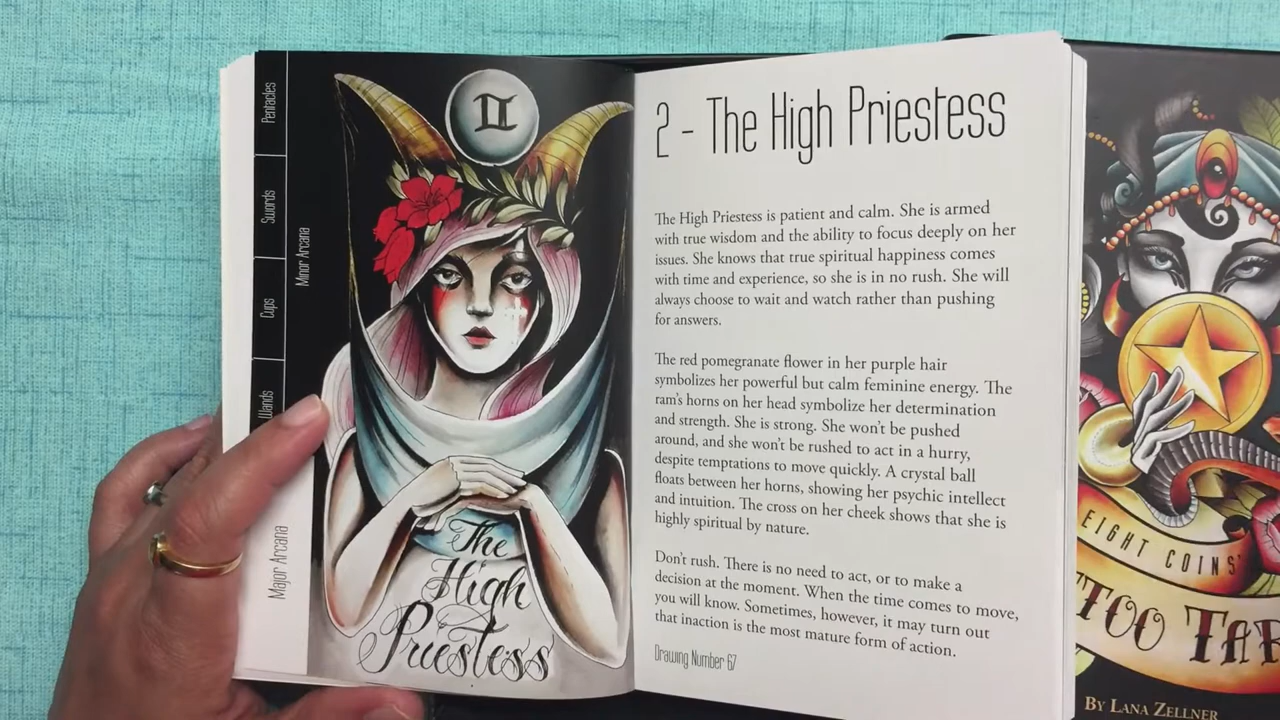 Pentacles
Swords
Cups
Wands
Minor Arcana
Major Arcana
II
The
High
Priestess
2 - The High Priestess
The High Priestess is patient and calm. She is armed
with true wisdom and the ability to focus deeply on her
issues. She knows that true spiritual happiness comes
with time and experience, so she is in no rush. She will
always choose to wait and watch rather than pushing
for answers.
The red pomegranate flower in her purple hair
symbolizes her powerful but calm feminine energy. The
ram's horns on her head symbolize her determination
and strength. She is strong. She won't be pushed
around, and she won't be rushed to act in a hurry,
despite temptations to move quickly. A crystal ball
floats between her horns, showing her psychic intellect
and intuition. The cross on her cheek shows that she is
highly spiritual by nature.
Don't rush. There is no need to act, or to make a
decision at the moment. When the time comes to move,
you will know. Sometimes, however, it may turn out
that inaction is the most mature form of action.
Drawing Number 67
EIGHT COINS'
TTOO TAR
BY LANA ZELLNER